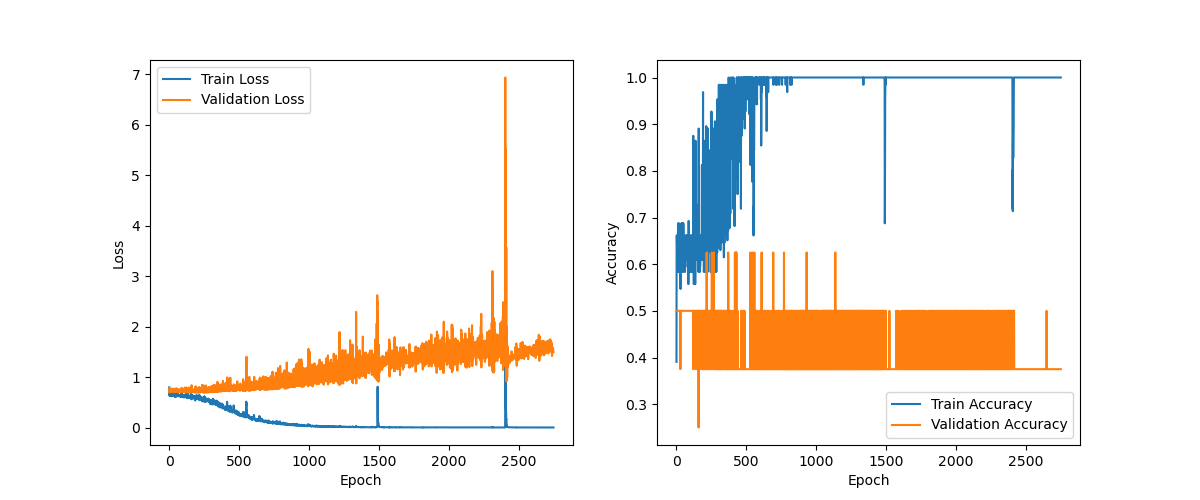 Train Loss
Validation Loss
7
6
5
4
3
2
1
0
Loss
0 500 1000 1500 2000 2500
Epoch
1.0
0.9
0.8
0.7
0.6
0.5
0.4
0.3
Accuracy
Train Accuracy
Validation Accuracy
0 500 1000 1500 2000 2500
Epoch